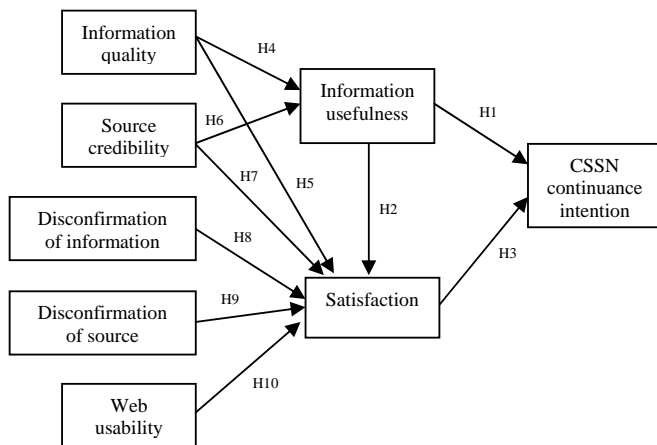 Information
quality
H4
Information
usefulness
H1
Source
credibility
H6
H7
H5
CSSN
continuance
intention
H2
Disconfirmation
of information
H8
H3
Satisfaction
Disconfirmation
of source
H9
H10
Web
usability